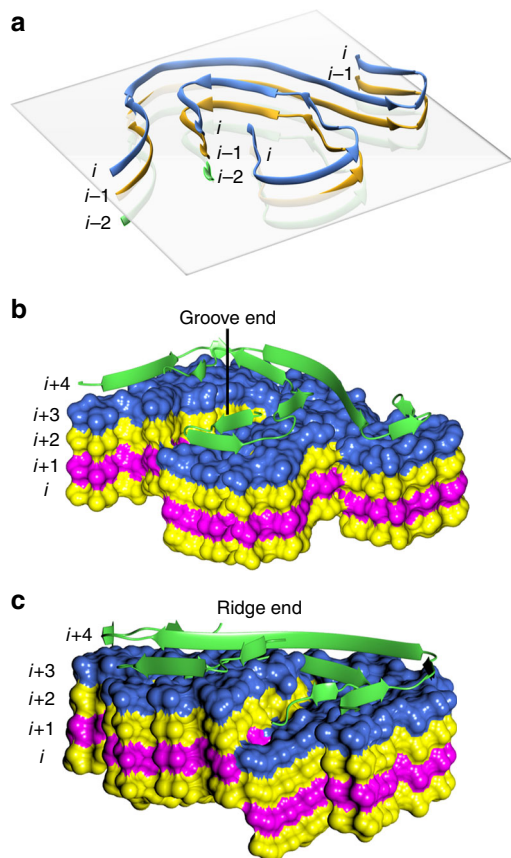 a
i
i–1
i
i–1
i–2
i
i
i–1
i–2
b
Groove end
i+4
i+3
i+2
i+1
i
c
Ridge end
i+4
i+3
i+2
i+1
i